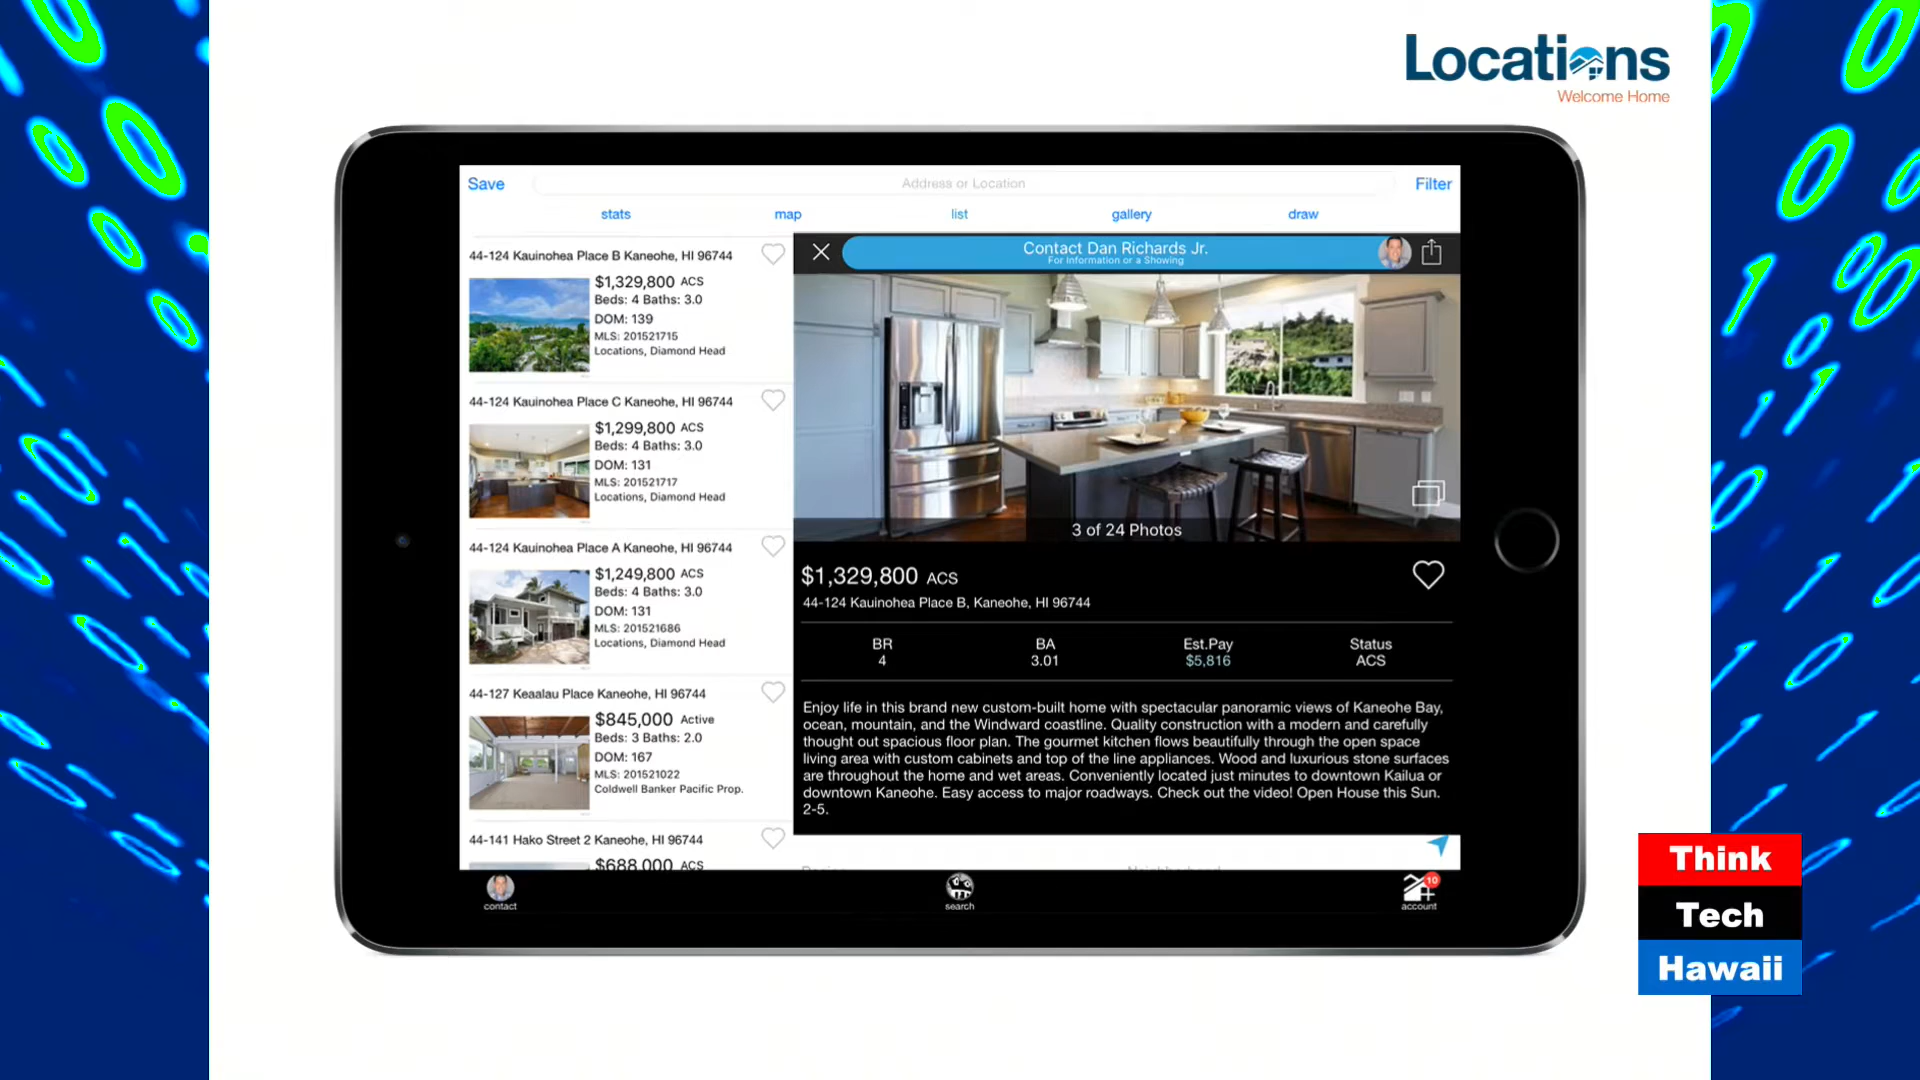 Locations
Welcome Home
Save
Address or Location
Filter
stats
map
list
gallery
draw
44-124 Kauinohea Place B Kaneohe, HI 96744
$1,329,800 ACS
Beds: 4 Baths: 3.0
DOM: 139
MLS: 201521715
Locations, Diamond Head
44-124 Kauinohea Place C Kaneohe, HI 96744
$1,299,800 ACS
Beds: 4 Baths: 3.0
DOM: 131
MLS: 201521717
Locations, Diamond Head
44-124 Kauinohea Place A Kaneohe, HI 96744
$1,249,800 ACS
Beds: 4 Baths: 3.0
DOM: 131
MLS: 201521686
Locations, Diamond Head
44-127 Keaalau Place Kaneohe, HI 96744
$845,000 Active
Beds: 3 Baths: 2.0
DOM: 167
MLS: 201521022
Coldwell Banker Pacific Prop.
44-141 Hako Street 2 Kaneohe, HI 96744
$688,000 ACS
Contact Dan Richards Jr.
For Information or a Showing
3 of 24 Photos
$1,329,800 ACS
44-124 Kauinohea Place B, Kaneohe, HI 96744
BR BA Est.Pay Status
4 3.01 $5,816 ACS
Enjoy life in this brand new custom-built home with spectacular panoramic views of Kaneohe Bay,
ocean, mountain, and the Windward coastline. Quality construction with a modern and carefully
thought out spacious floor plan. The gourmet kitchen flows beautifully through the open space
living area with custom cabinets and top of the line appliances. Wood and luxurious stone surfaces
are throughout the home and wet areas. Conveniently located just minutes to downtown Kailua or
downtown Kaneohe. Easy access to major roadways. Check out the video! Open House this Sun.
2-5.
contact
search
10
account
Think
Tech
Hawaii